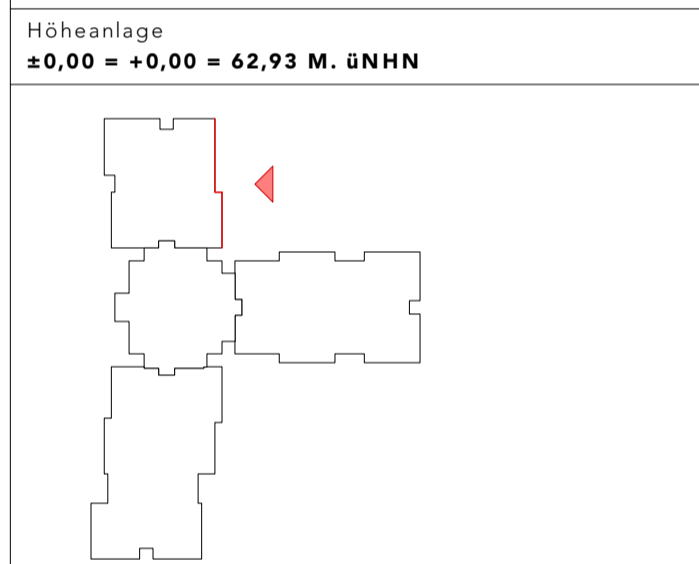 Höheanlage
±0,00 = +0,00 = 62,93 M. üNHN